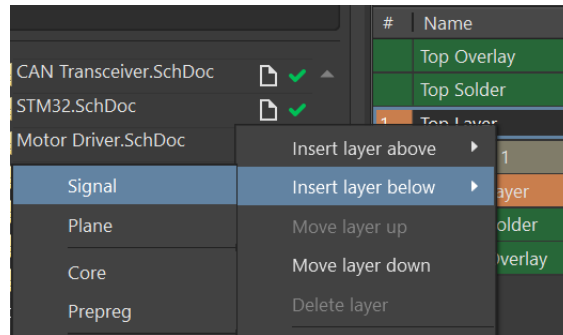 # Name
Top Overlay
Top Solder
1 Top Layer
CAN Transceiver.SchDoc
STM32.SchDoc
Motor Driver.SchDoc
Insert layer above
1
Signal
Insert layer below
ayer
Plane
Move layer up
older
Core
Move layer down
Overlay
Prepreg
Delete layer